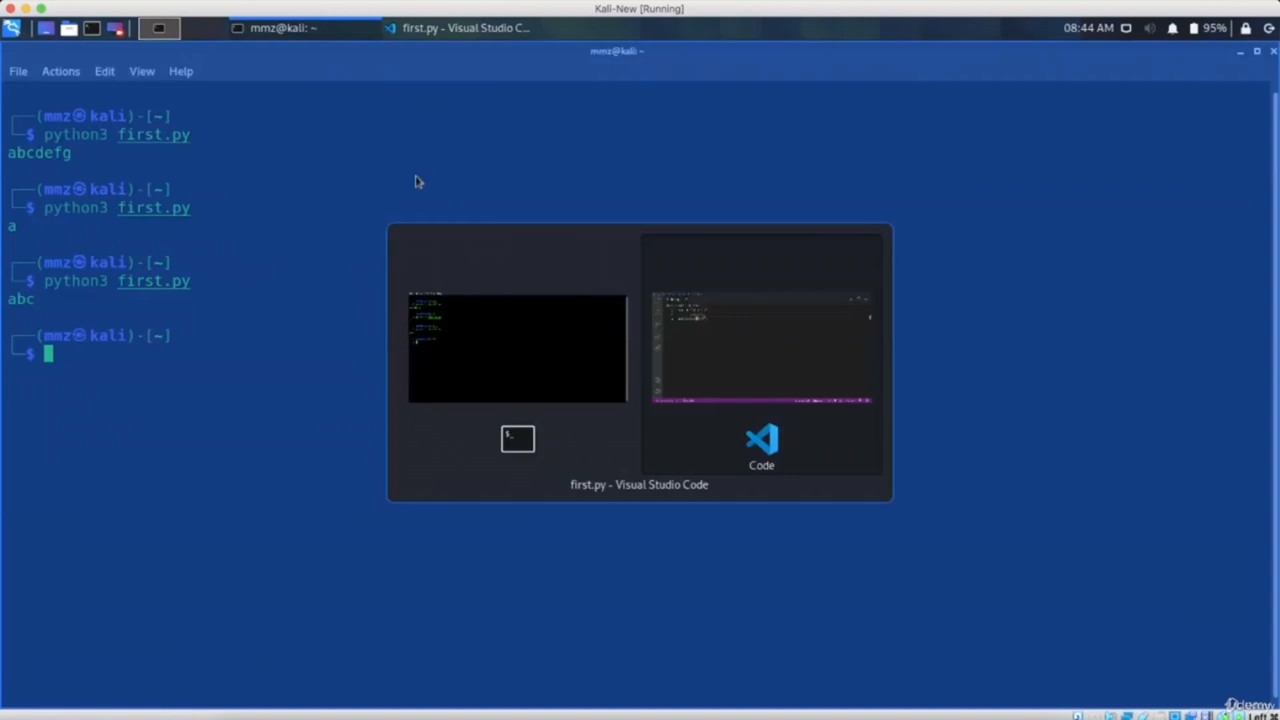 Kali-New [Running]
mmz@kali: ~
first.py - Visual Studio C...
08:44 AM
95%
mmz@kali: ~
File Actions Edit View Help
(mmz㉿kali)-[~]
$ python3 first.py
abcdefg
(mmz㉿kali)-[~]
$ python3 first.py
a
(mmz㉿kali)-[~]
$ python3 first.py
abc
(mmz㉿kali)-[~]
$
Code
first.py - Visual Studio Code
Udemy
Left ⌘